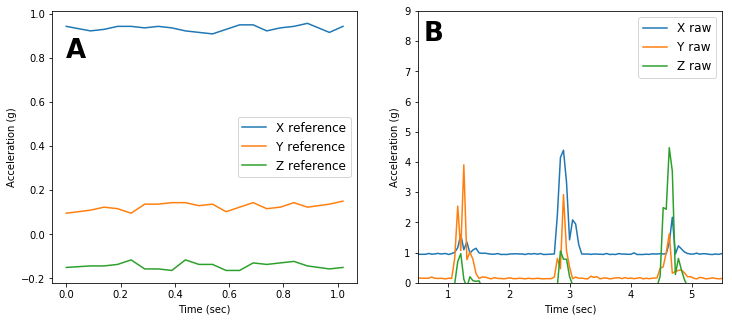 A
Acceleration (g)
1.0
0.8
0.6
0.4
0.2
0.0
−0.2
X reference
Y reference
Z reference
0.0 0.2 0.4 0.6 0.8 1.0
Time (sec)
B
Acceleration (g)
9
8
7
6
5
4
3
2
1
0
X raw
Y raw
Z raw
1 2 3 4 5
Time (sec)